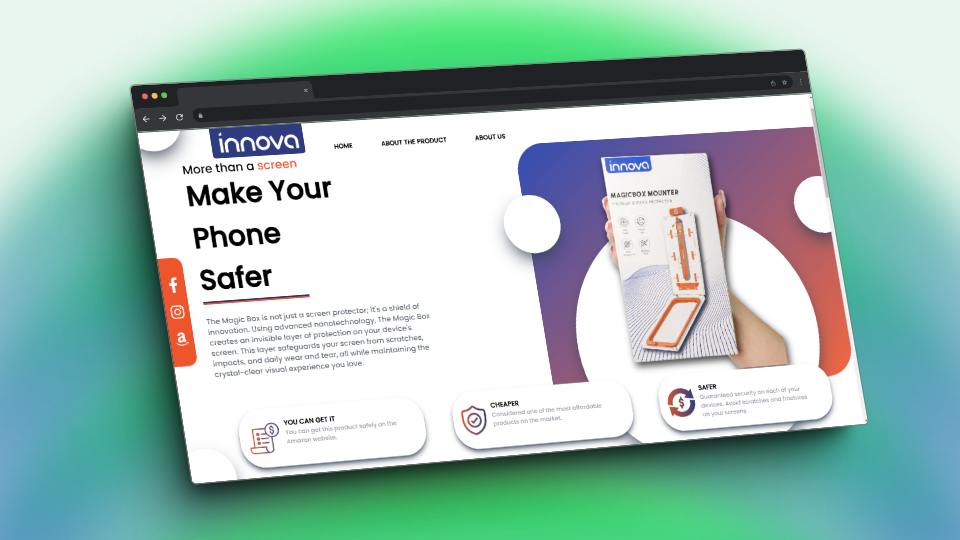 innova
HOME
ABOUT THE PRODUCT
ABOUT US
More than a screen
Make Your
Phone
Safer
The Magic Box is not just a screen protector; it's a shield of
innovation. Using advanced nanotechnology, The Magic Box
creates an invisible layer of protection on your device's
screen. This layer safeguards your screen from scratches,
impacts, and daily wear and tear, all while maintaining the
crystal-clear visual experience you love.
innova
MAGICBOX MOUNTER
YOU CAN GET IT
You can get this product safely on the
Amazon website.
CHEAPER
Considered one of the most affordable
products on the market.
SAFER
Guaranteed security on each of your
devices. Avoid scratches and fractures
on your screens